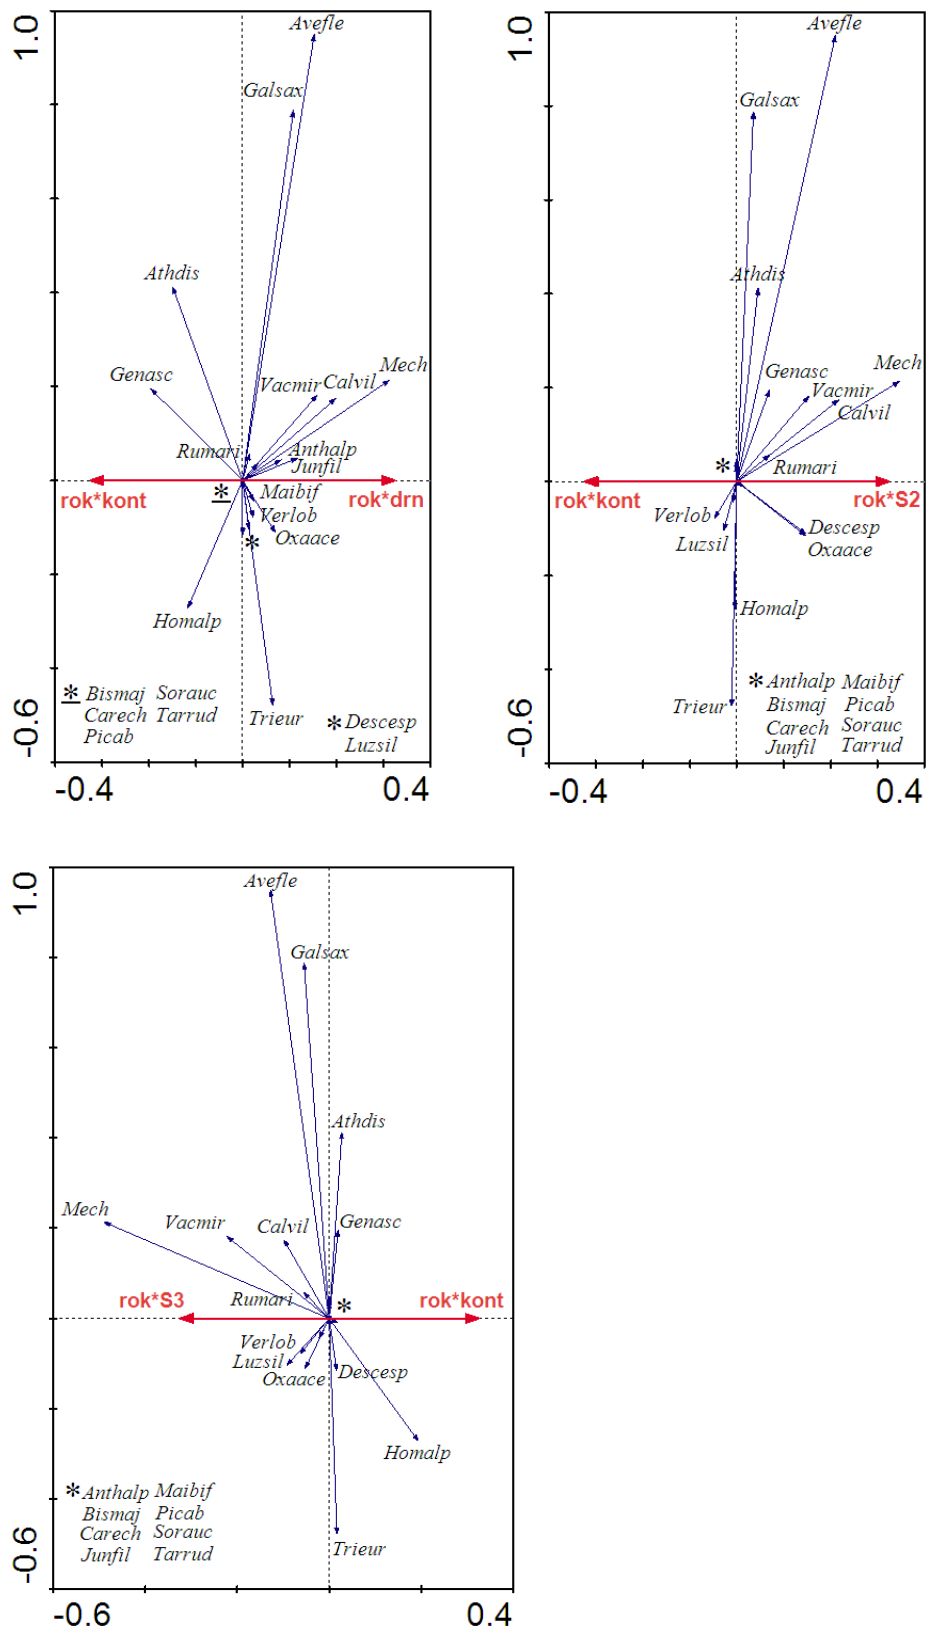 1.0
Avefle
Galsax
Athdis
Genasc
Mech
Vacmir Calvil
Rumari
Anthalp
Junfil
rok*kont
*
Maibif
rok*drn
Verlob
Oxaace
*
Homalp
Trieur
* Bismaj Sorauc
Carech Tarrud
Picab
* Descesp
Luzsil
-0.6
-0.4
0.4
1.0
Avefle
Galsax
Athdis
Genasc
Mech
Vacmir
Calvil
*
Rumari
rok*kont
rok*S2
Verlob
Luzsil
Descesp
Oxaace
Homalp
Trieur
* Anthalp Maibif
Bismaj Picab
Carech Sorauc
Junfil Tarrud
-0.6
-0.4
0.4
1.0
Avefle
Galsax
Athdis
Mech
Vacmir
Calvil
Genasc
rok*S3
Rumari
*
rok*kont
Verlob
Luzsil
Oxaace
Descesp
Homalp
* Anthalp Maibif
Bismaj Picab
Carech Sorauc
Junfil Tarrud
Trieur
-0.6
-0.6
0.4